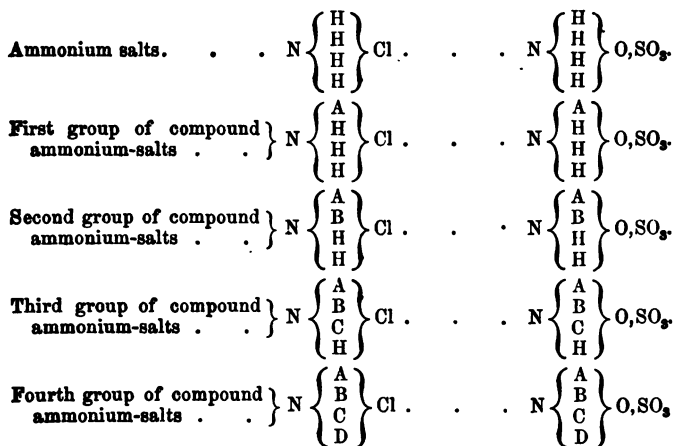 H H
H H
Ammonium salts. . . . N { H } Cl . . . N { H } O,SO₃.
H H
A A
First group of compound } N { H } Cl . . . N { H } O,SO₃.
ammonium-salts . . H H
H H
A A
Second group of compound } N { B } Cl . . . N { B } O,SO₃.
ammonium-salts . . H H
H H
A A
Third group of compound } N { B } Cl . . . N { B } O,SO₃.
ammonium-salts . . C C
H H
A A
Fourth group of compound } N { B } Cl . . . N { B } O,SO₃
ammonium-salts . . C C
D D